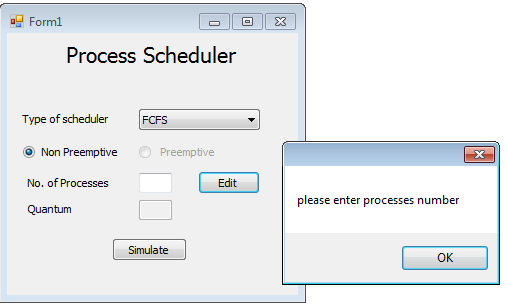 Form1
Process Scheduler
Type of scheduler FCFS
Non Preemptive Preemptive
No. of Processes Edit
Quantum
Simulate
please enter processes number
OK